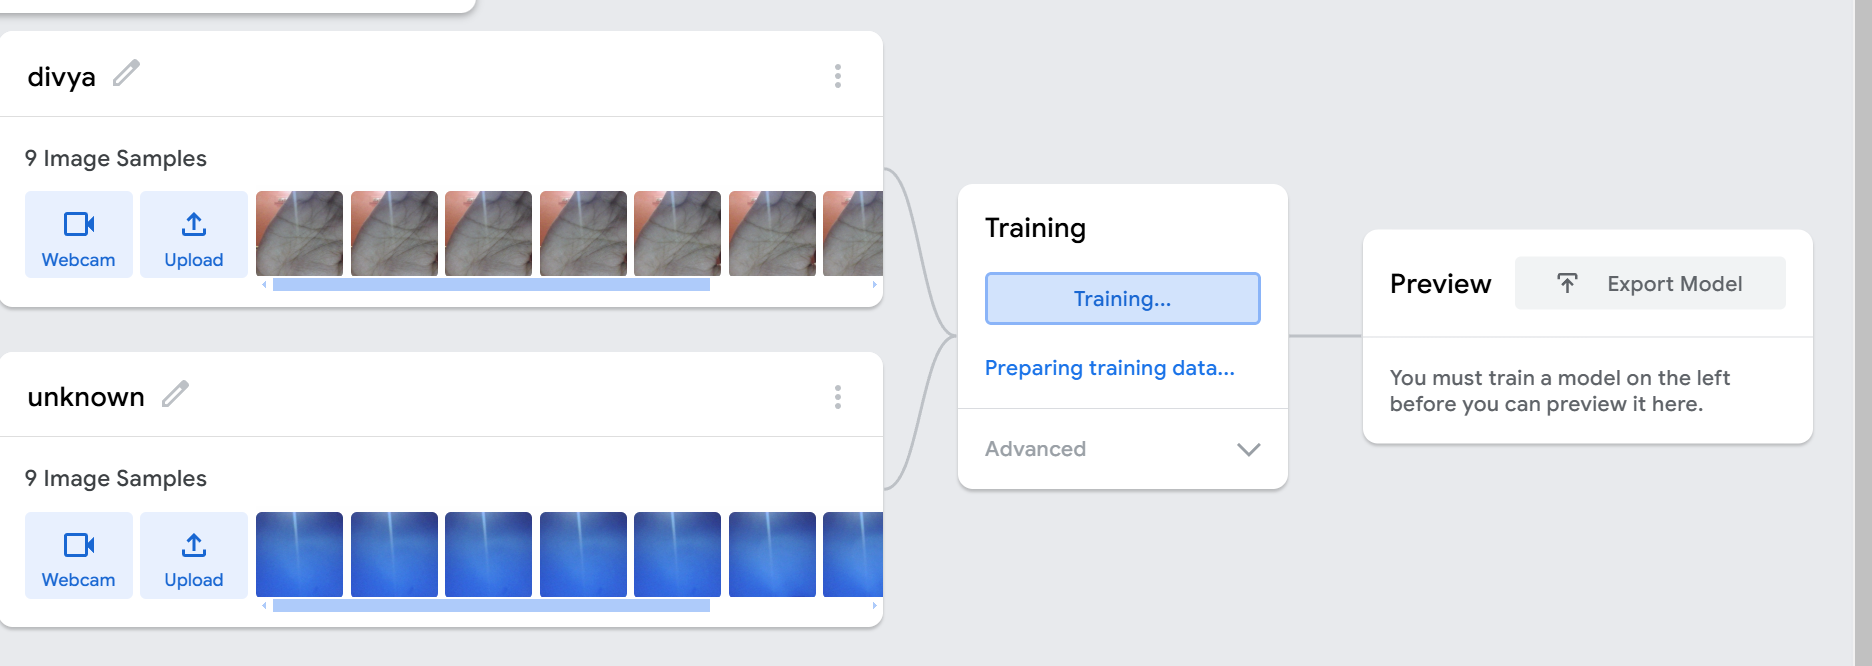 divya
9 Image Samples
Webcam
Upload
unknown
9 Image Samples
Webcam
Upload
Training
Training...
Preparing training data...
Advanced
Preview
Export Model
You must train a model on the left
before you can preview it here.